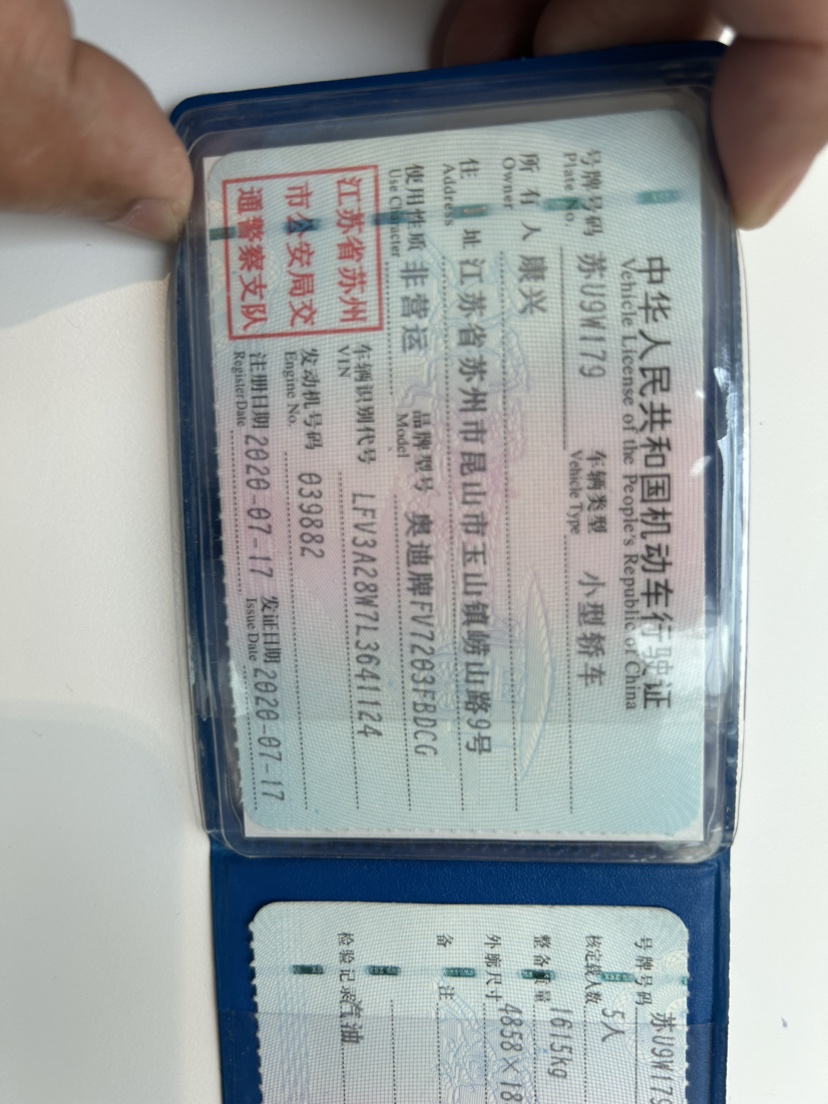 中华人民共和国机动车行驶证
Vehicle License of the People's Republic of China
号牌号码 苏U9W179 车辆类型 小型轿车
Plate No. Vehicle Type
所有人 康兴
Owner
住址 江苏省苏州市昆山市玉山镇崂山路9号
Address
使用性质 非营运 品牌型号 奥迪牌FV7203FBDCG
Use Character Model
江苏省苏州
市公安局交
通警察支队
车辆识别代号 LFV3A28W7L3641124
VIN
发动机号码 039882
Engine No.
注册日期 2020-07-17 发证日期 2020-07-17
Register Date Issue Date
号牌号码 苏U9W179
核定载人数 5人
整备质量 1615kg
外廓尺寸 4858×18
备注
检验记录 汽油